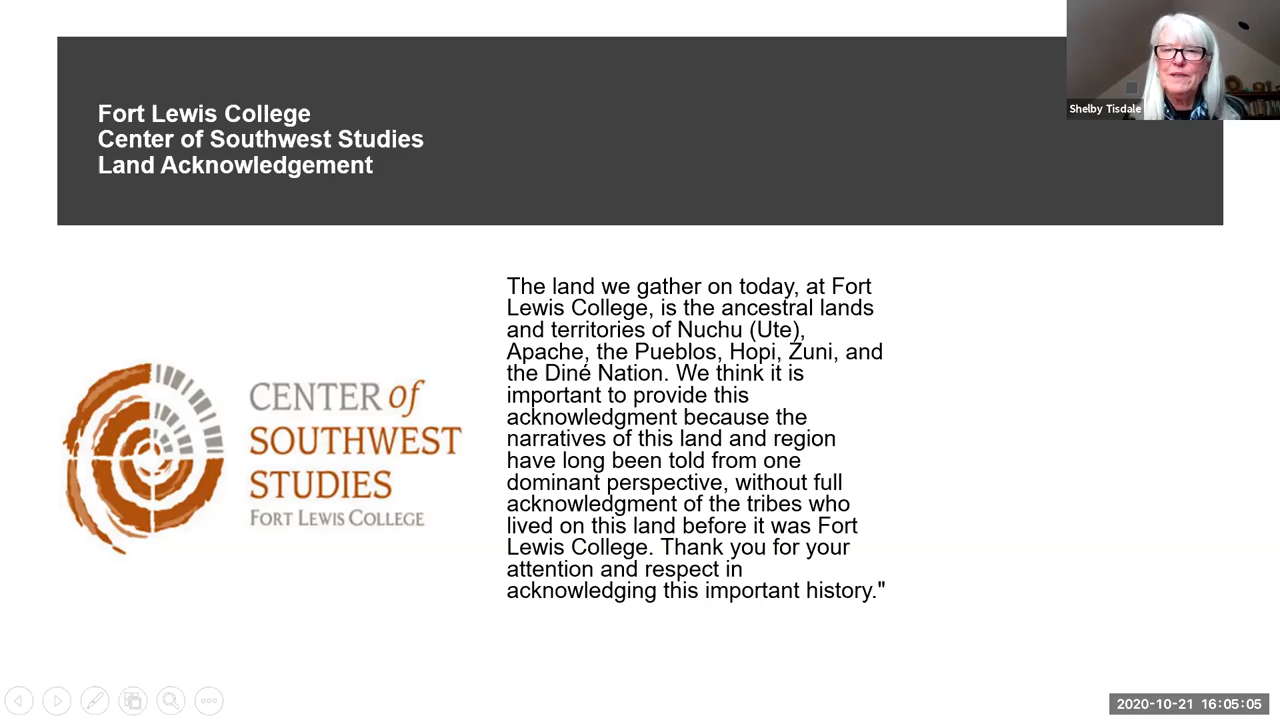 Fort Lewis College
Center of Southwest Studies
Land Acknowledgement
Shelby Tisdale
CENTER of
SOUTHWEST
STUDIES
FORT LEWIS COLLEGE
The land we gather on today, at Fort
Lewis College, is the ancestral lands
and territories of Nuchu (Ute),
Apache, the Pueblos, Hopi, Zuni, and
the Diné Nation. We think it is
important to provide this
acknowledgment because the
narratives of this land and region
have long been told from one
dominant perspective, without full
acknowledgment of the tribes who
lived on this land before it was Fort
Lewis College. Thank you for your
attention and respect in
acknowledging this important history."
2020-10-21 16:05:05